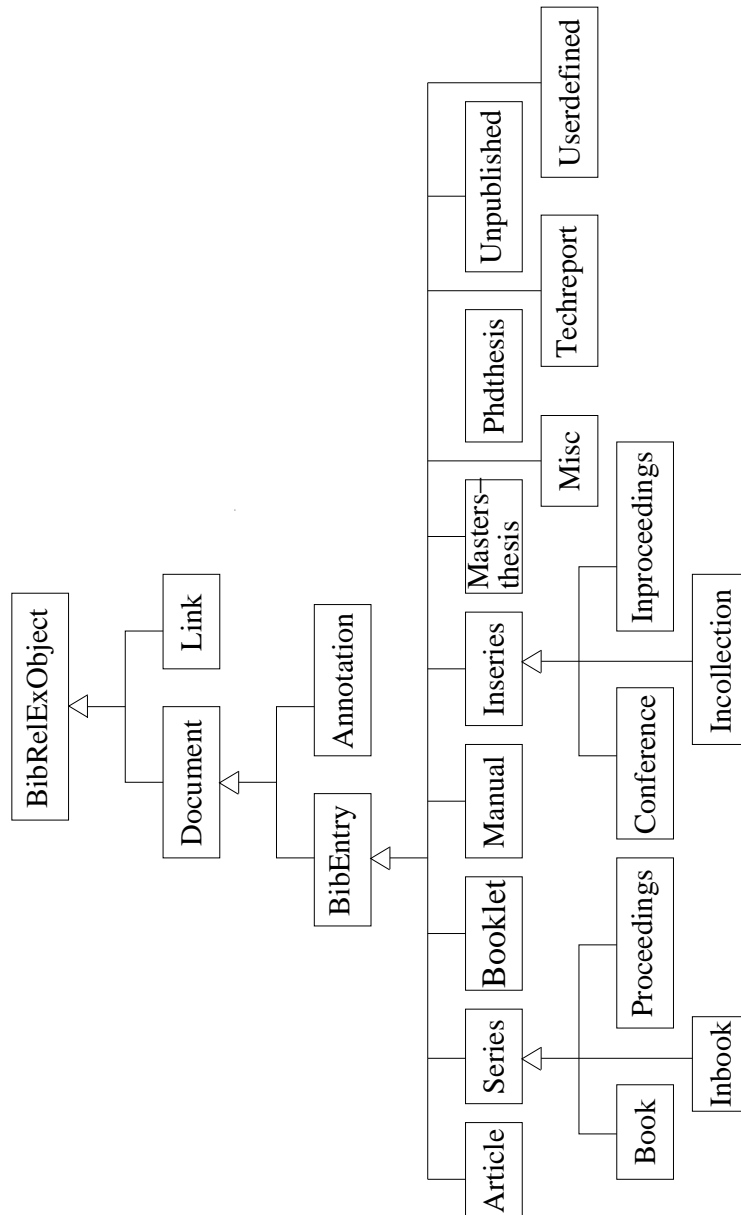 BibRelExObject
Document
Link
BibEntry
Annotation
Article
Series
Booklet
Manual
Inseries
Masters–
thesis
Phdthesis
Unpublished
Misc
Techreport
Userdefined
Book
Proceedings
Conference
Inproceedings
Inbook
Incollection